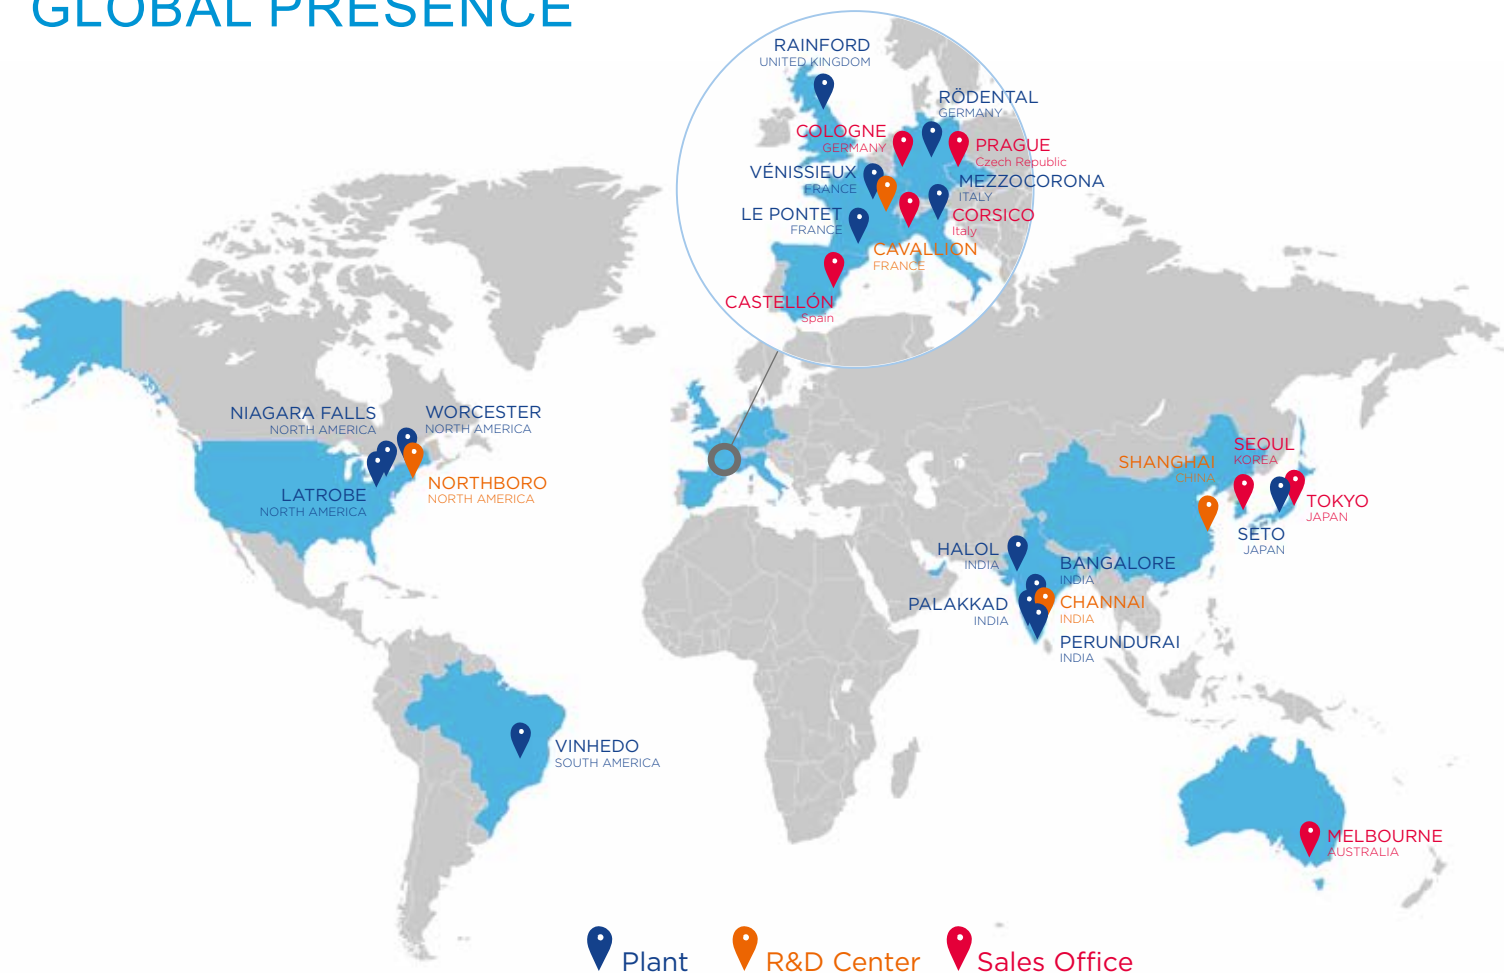 GLOBAL PRESENCE
RAINFORD
UNITED KINGDOM
RÖDENTAL
GERMANY
COLOGNE
GERMANY
PRAGUE
Czech Republic
VÉNISSIEUX
FRANCE
MEZZOCORONA
ITALY
LE PONTET
FRANCE
CORSICO
Italy
CAVALLION
FRANCE
CASTELLÓN
Spain
NIAGARA FALLS
NORTH AMERICA
WORCESTER
NORTH AMERICA
NORTHBORO
NORTH AMERICA
LATROBE
NORTH AMERICA
SEOUL
KOREA
SHANGHAI
CHINA
TOKYO
JAPAN
SETO
JAPAN
HALOL
INDIA
BANGALORE
INDIA
PALAKKAD
INDIA
CHANNAI
INDIA
PERUNDURAI
INDIA
VINHEDO
SOUTH AMERICA
MELBOURNE
AUSTRALIA
Plant
R&D Center
Sales Office